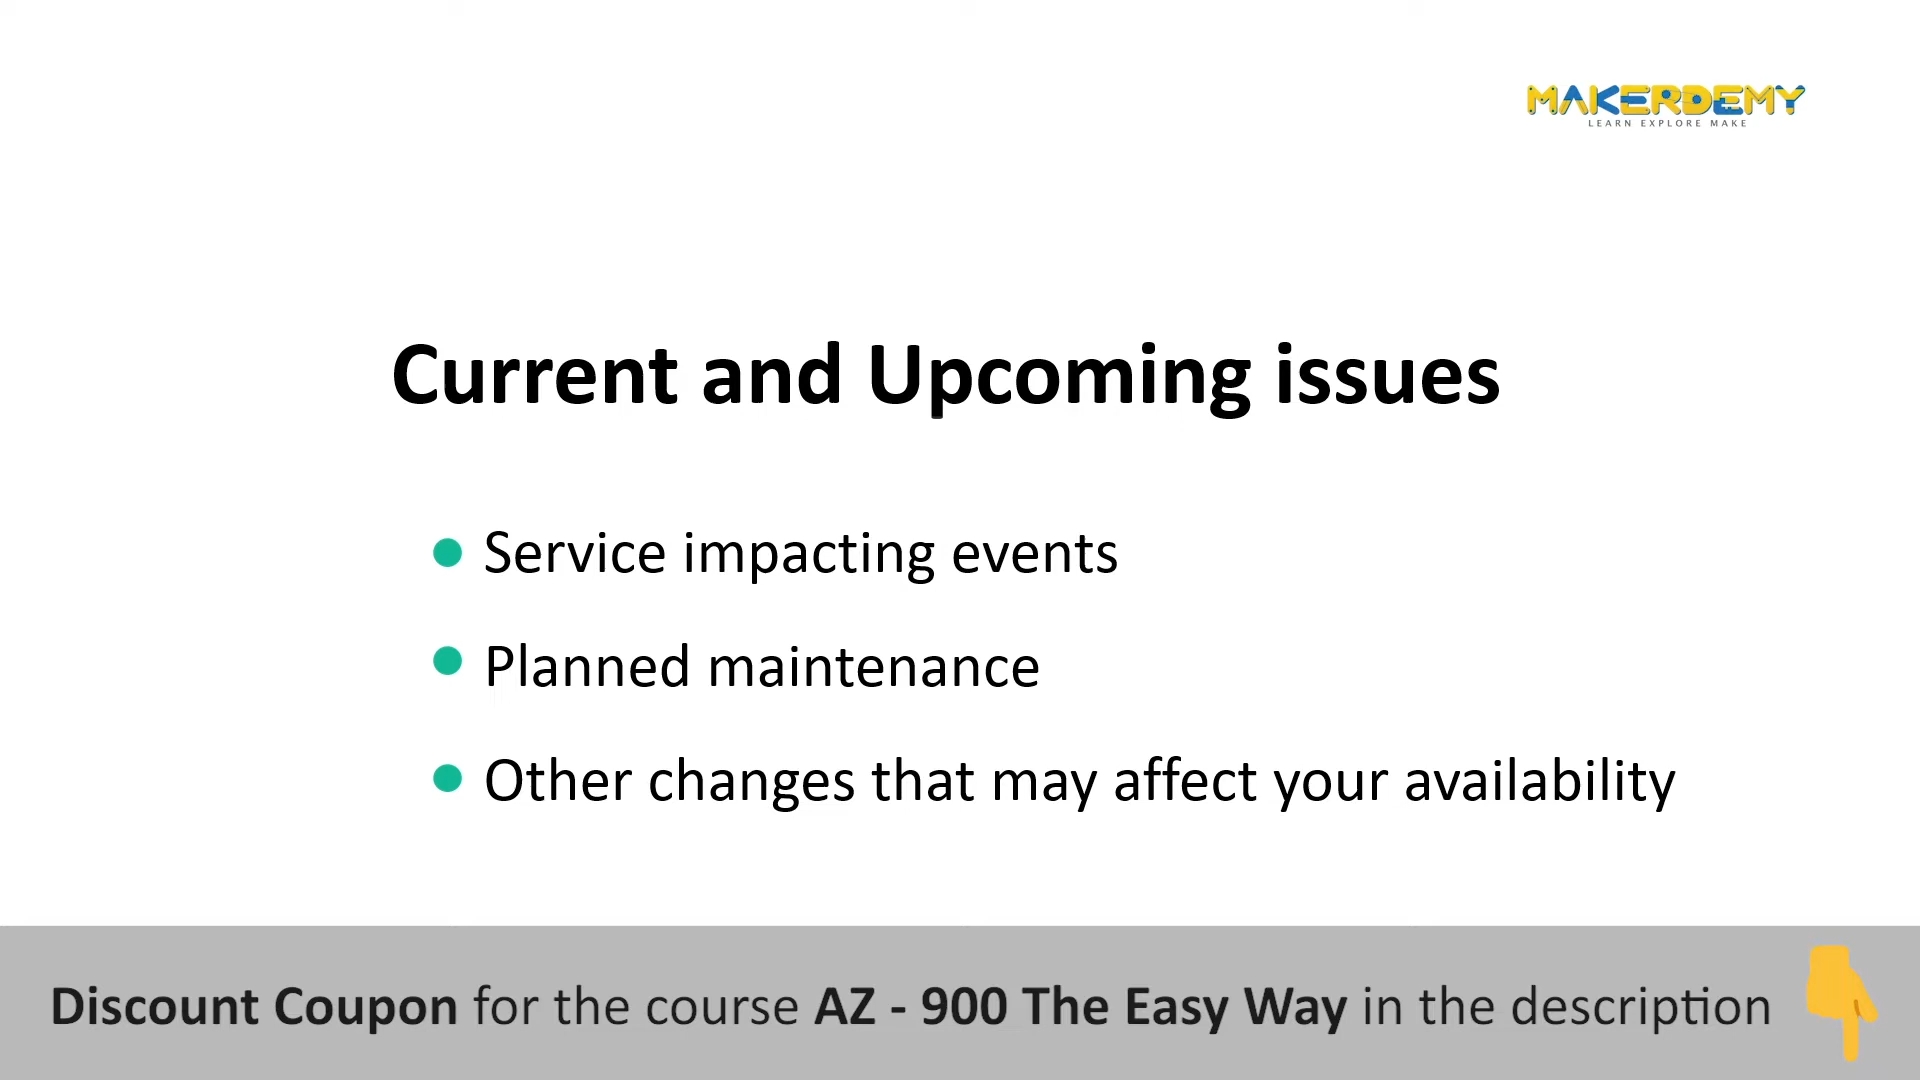 MAKERDEMY
LEARN EXPLORE MAKE
Current and Upcoming issues
Service impacting events
Planned maintenance
Other changes that may affect your availability
Discount Coupon for the course AZ - 900 The Easy Way in the description